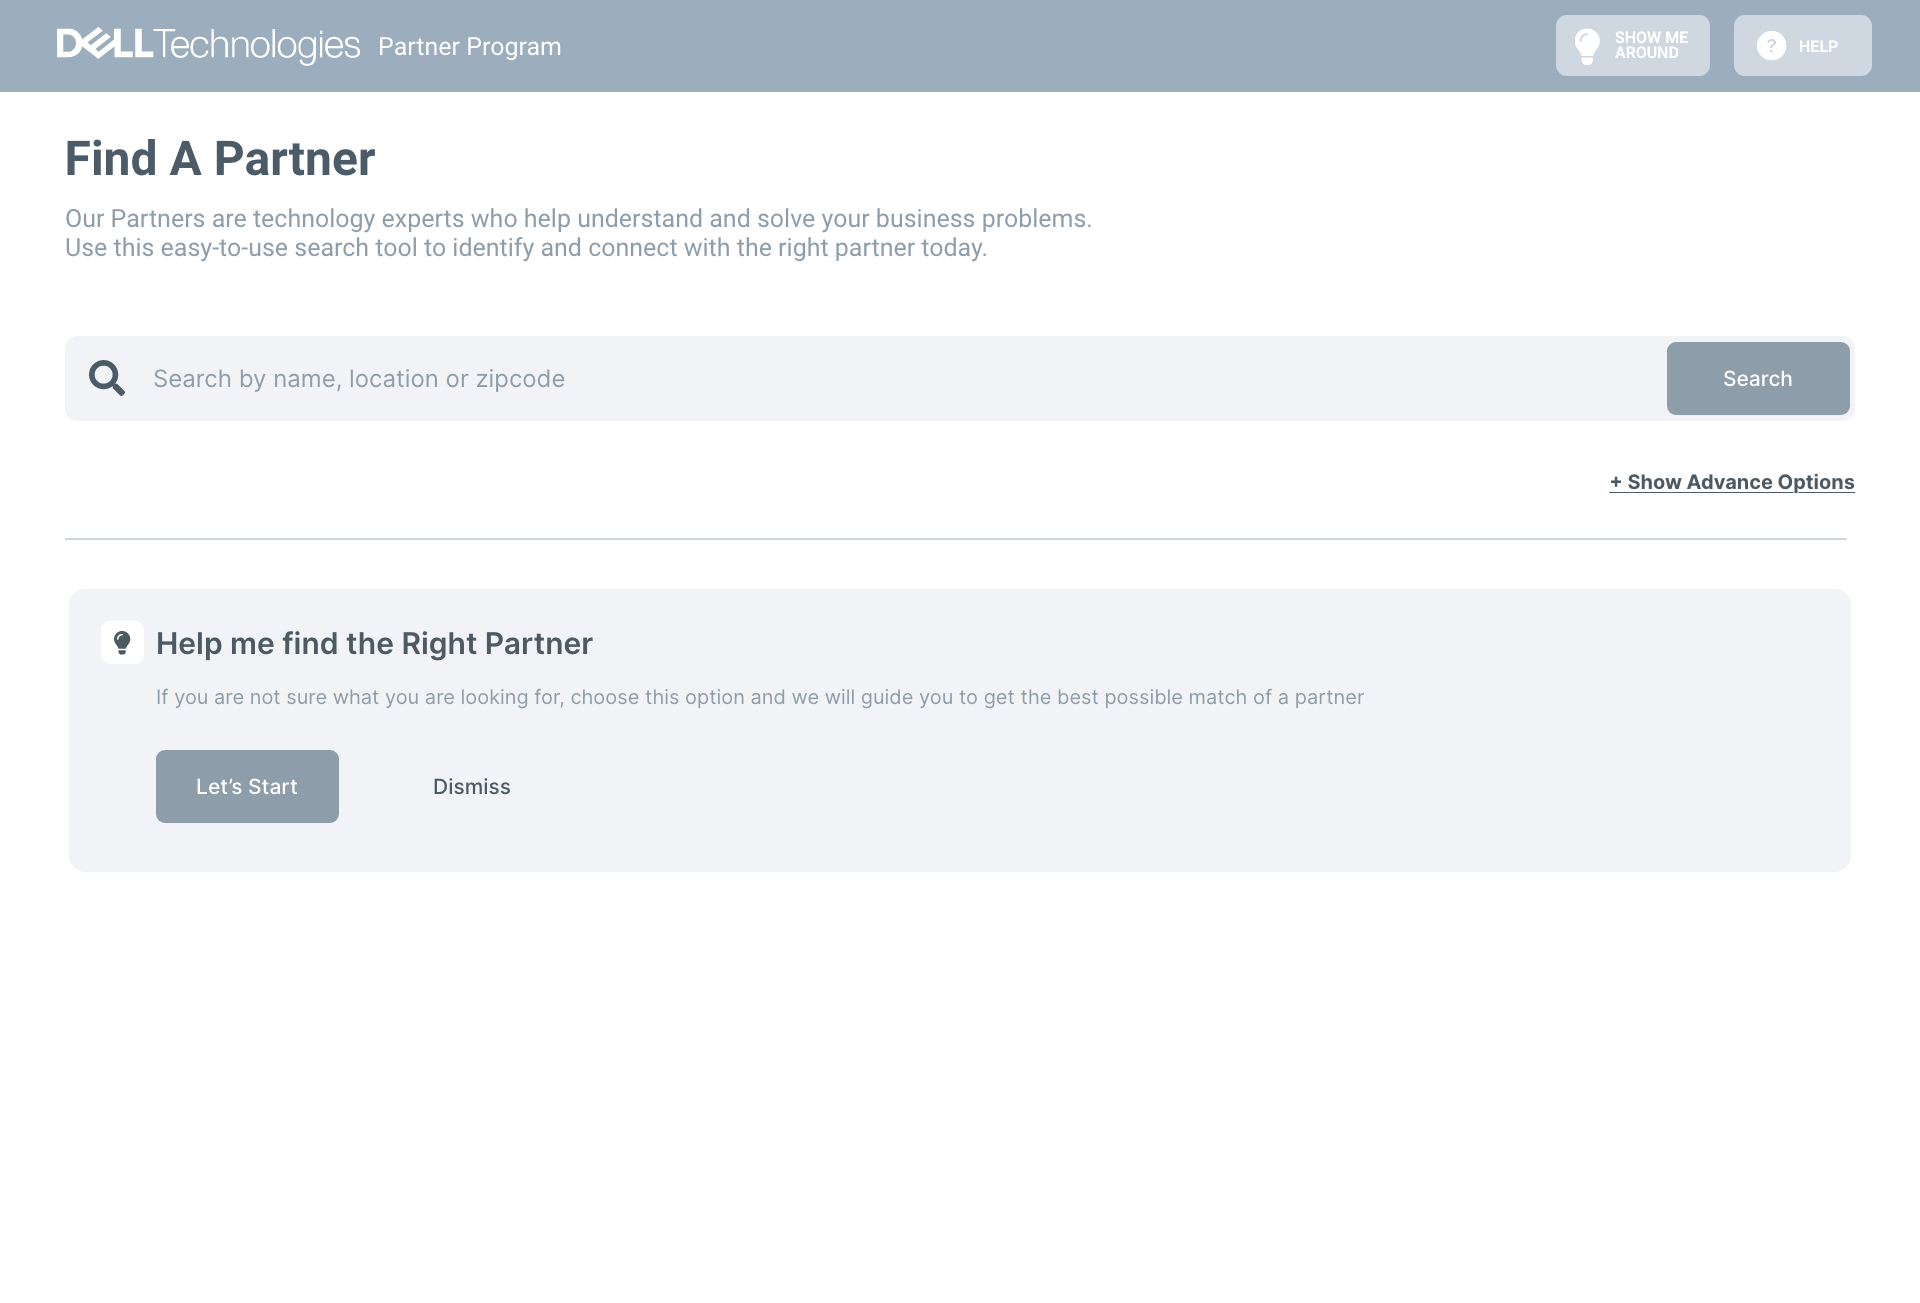 DELLTechnologies Partner Program
SHOW ME
AROUND
? HELP
Find A Partner
Our Partners are technology experts who help understand and solve your business problems.
Use this easy-to-use search tool to identify and connect with the right partner today.
Search by name, location or zipcode
Search
+ Show Advance Options
Help me find the Right Partner
If you are not sure what you are looking for, choose this option and we will guide you to get the best possible match of a partner
Let’s Start
Dismiss